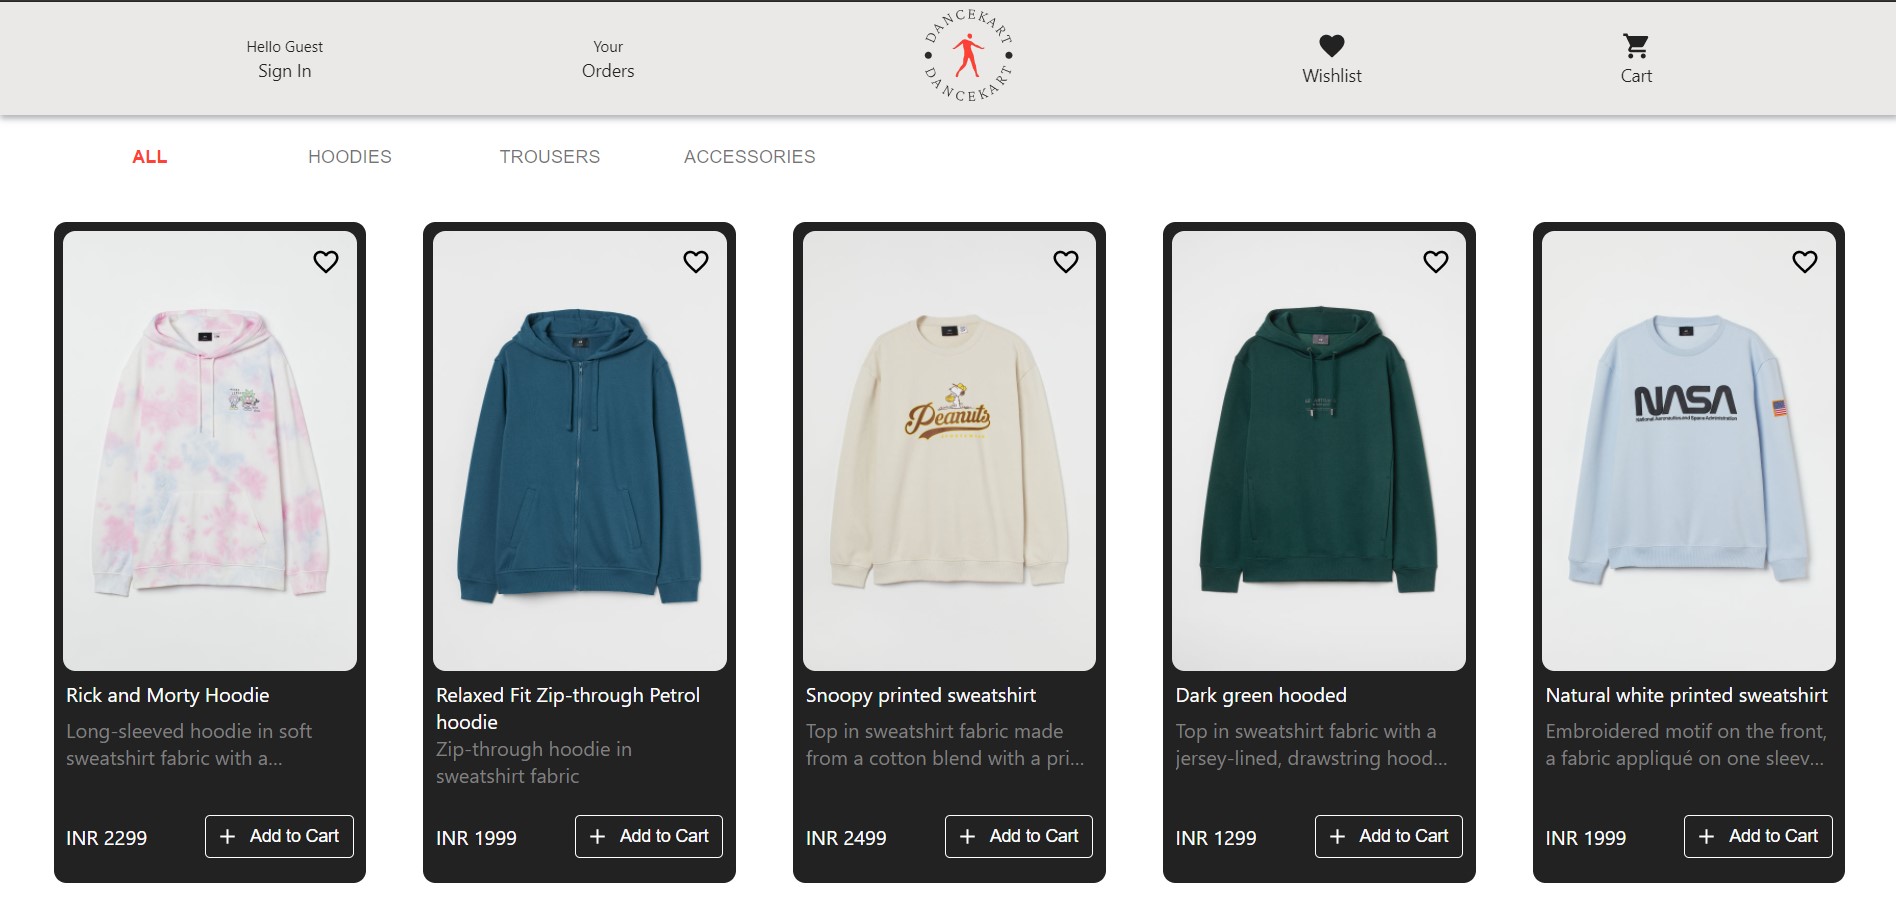 Hello Guest
Sign In
Your
Orders
DANCEKART
DANCEKART
Wishlist
Cart
ALL
HOODIES
TROUSERS
ACCESSORIES
Peanuts
NASA
National Aeronautics and Space Administration
Rick and Morty Hoodie
Long-sleeved hoodie in soft
sweatshirt fabric with a...
INR 2299
+ Add to Cart
Relaxed Fit Zip-through Petrol
hoodie
Zip-through hoodie in
sweatshirt fabric
INR 1999
+ Add to Cart
Snoopy printed sweatshirt
Top in sweatshirt fabric made
from a cotton blend with a pri...
INR 2499
+ Add to Cart
Dark green hooded
Top in sweatshirt fabric with a
jersey-lined, drawstring hood...
INR 1299
+ Add to Cart
Natural white printed sweatshirt
Embroidered motif on the front,
a fabric appliqué on one sleev...
INR 1999
+ Add to Cart